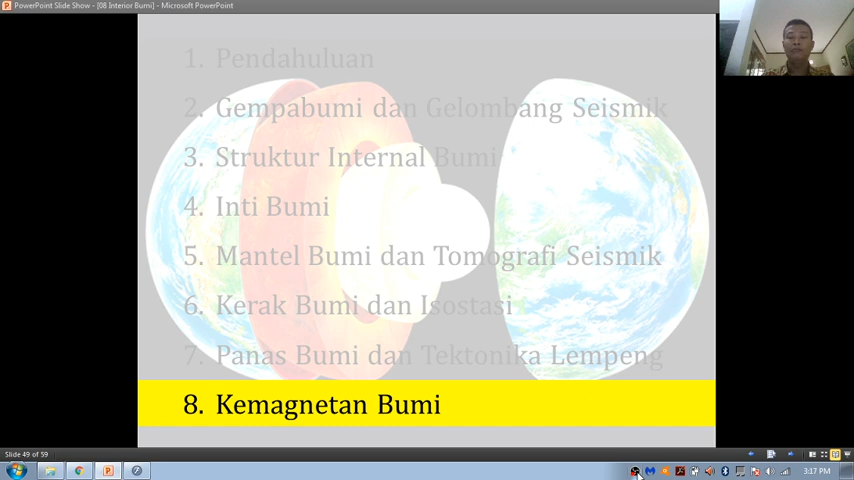 PowerPoint Slide Show - [08 Interior Bumi] - Microsoft PowerPoint
1. Pendahuluan
2. Gempabumi dan Gelombang Seismik
3. Struktur Internal Bumi
4. Inti Bumi
5. Mantel Bumi dan Tomografi Seismik
6. Kerak Bumi dan Isostasi
7. Panas Bumi dan Tektonika Lempeng
8. Kemagnetan Bumi
Slide 49 of 59
3:17 PM